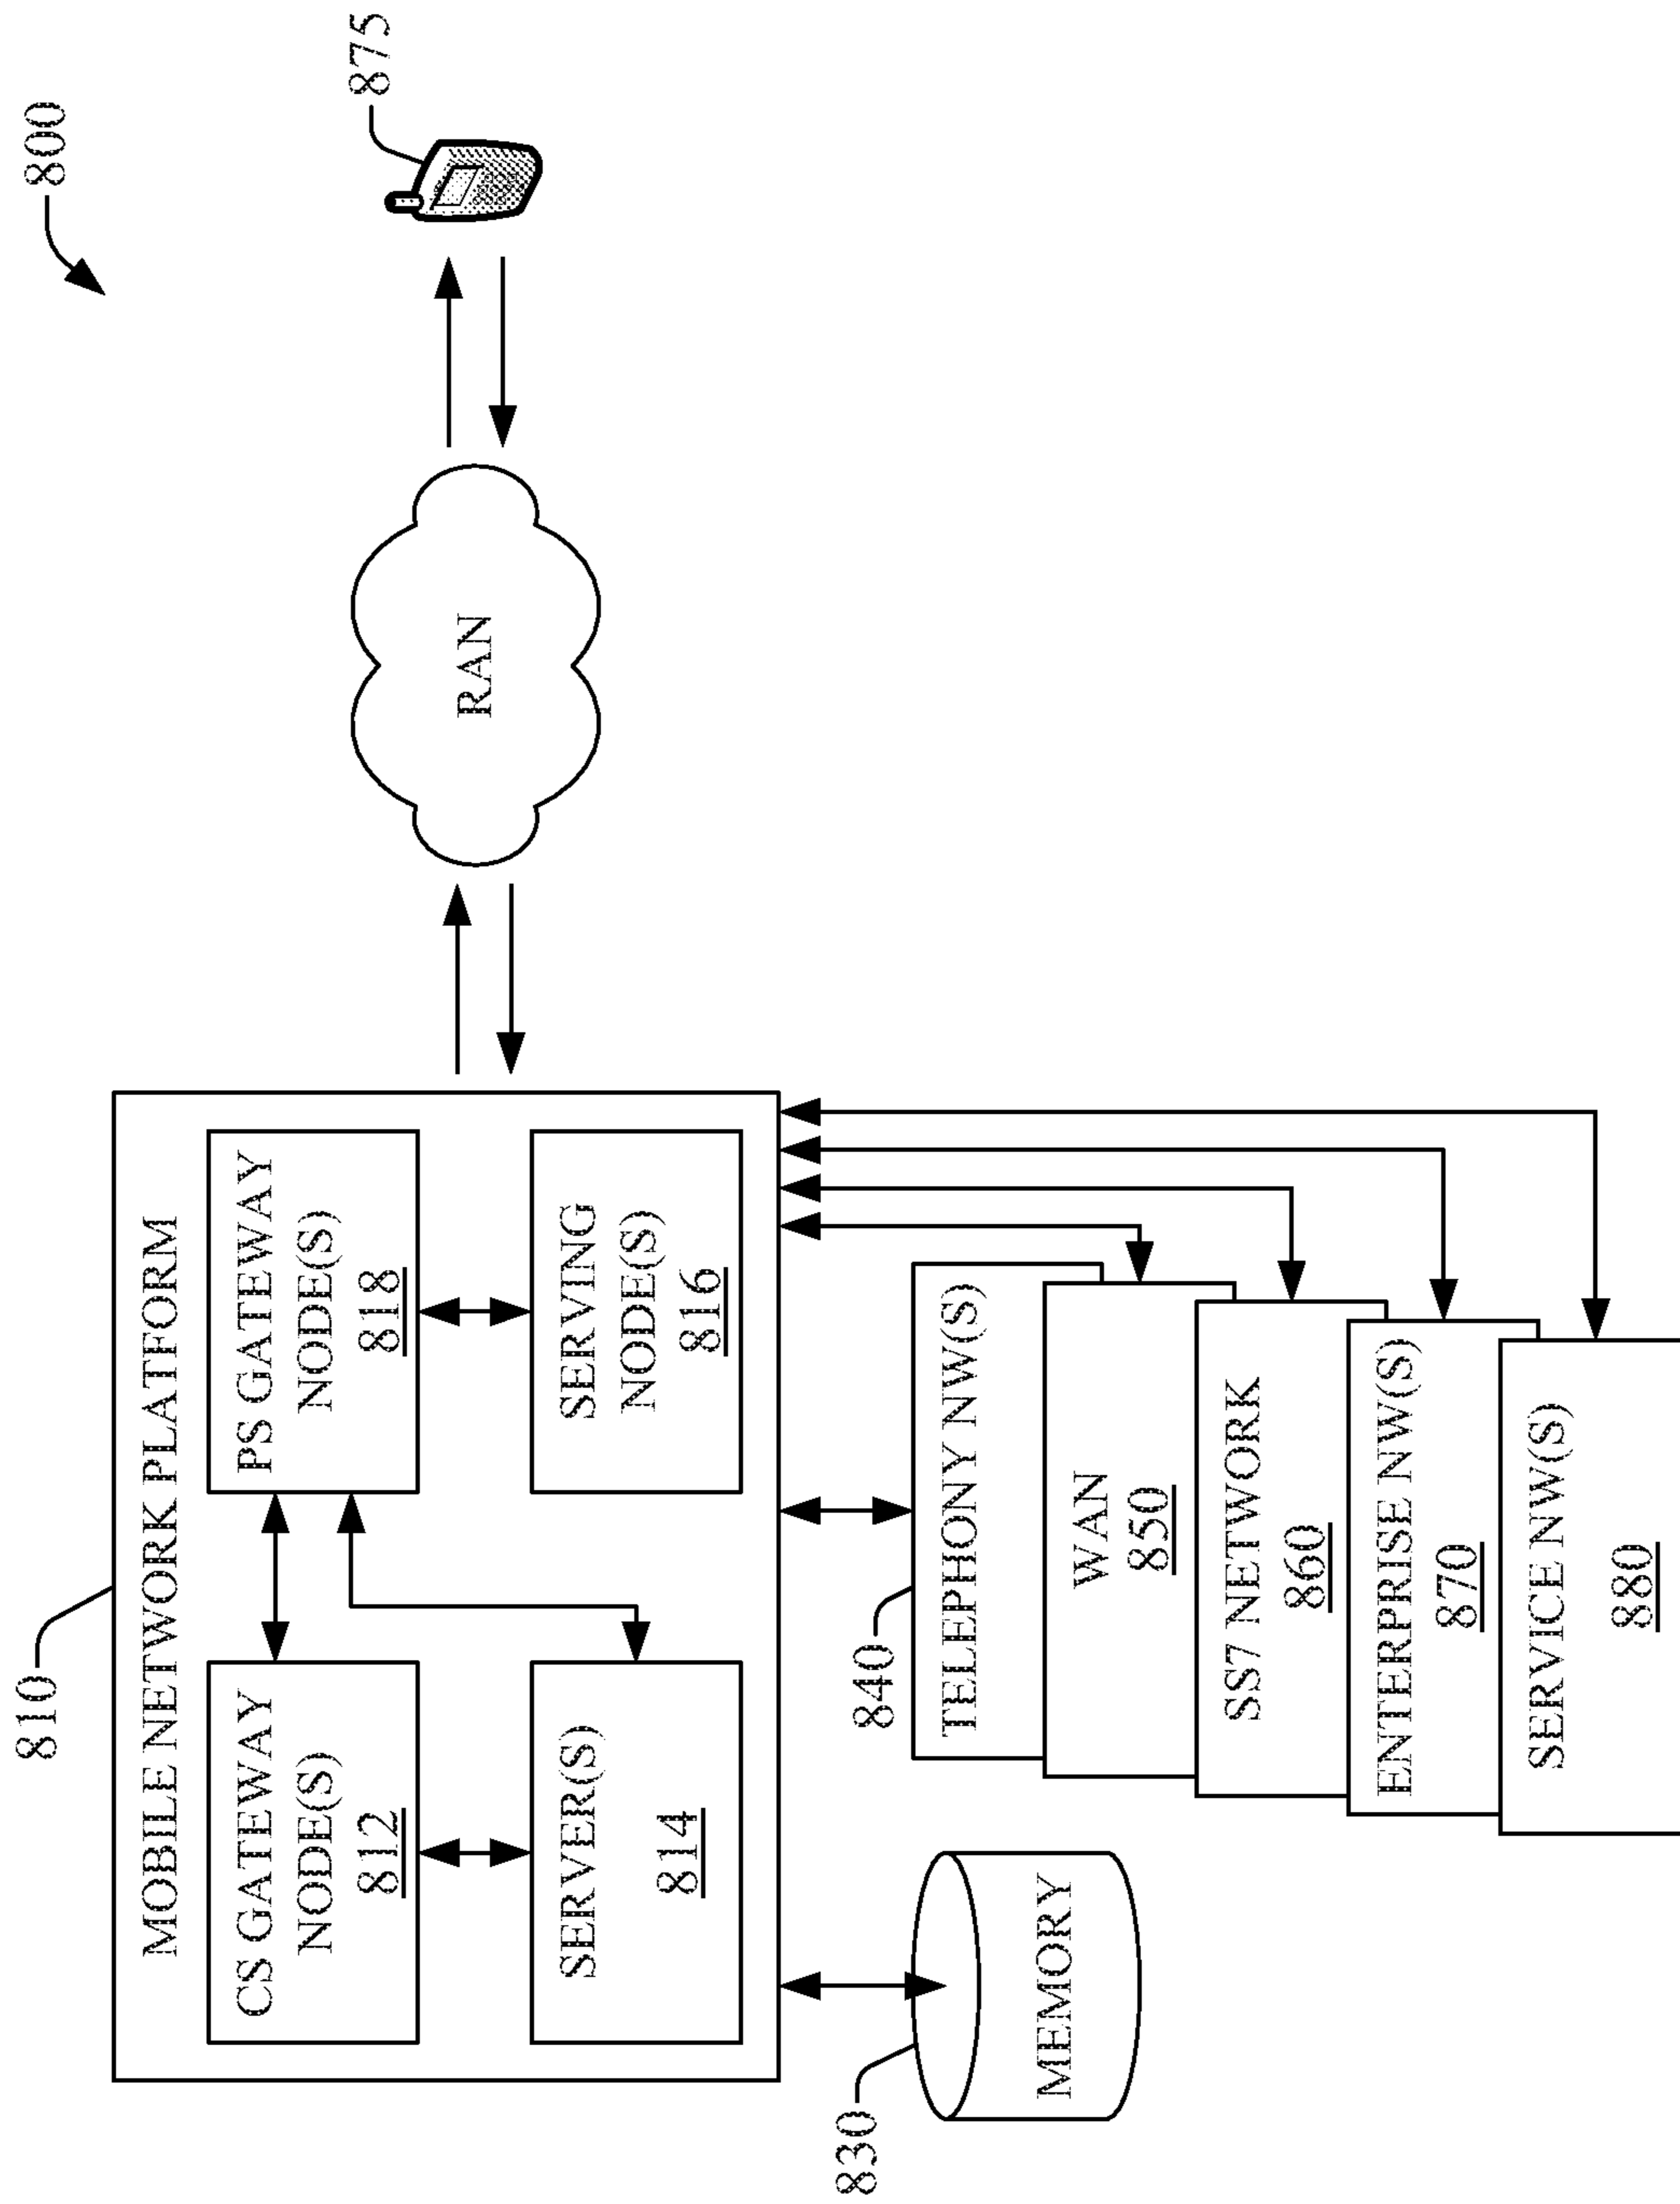 800
810
MOBILE NETWORK PLATFORM
CS GATEWAY
NODE(S)
812
PS GATEWAY
NODE(S)
818
SERVER(S)
814
SERVING
NODE(S)
816
RAN
875
830
MEMORY
840
TELEPHONY NW(S)
WAN
850
SS7 NETWORK
860
ENTERPRISE NW(S)
870
SERVICE NW(S)
880